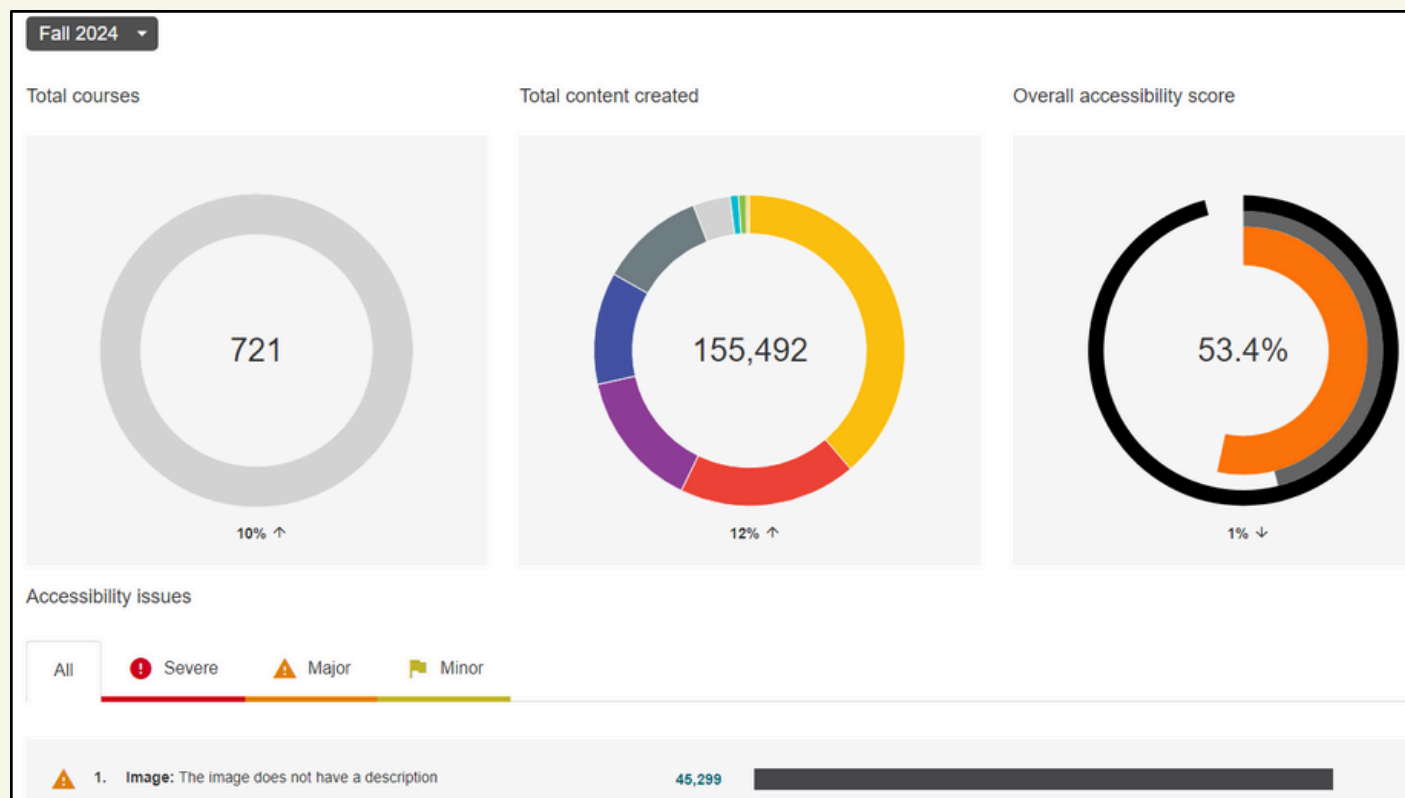 Fall 2024
Total courses
Total content created
Overall accessibility score
721
155,492
53.4%
10% ↑
12% ↑
1% ↓
Accessibility issues
All
Severe
Major
Minor
1. Image: The image does not have a description 45,299